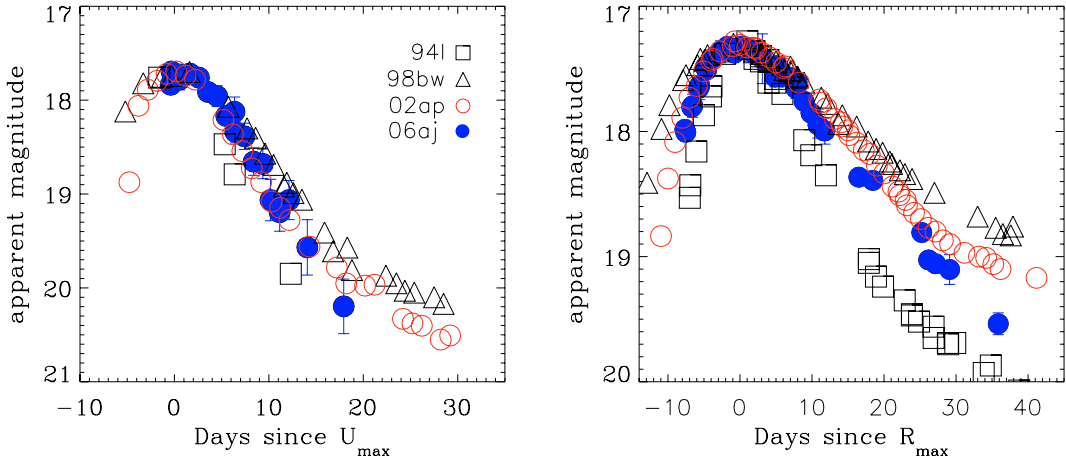 17
18
19
20
21
apparent magnitude
94I
98bw
02ap
06aj
−10
0
10
20
30
Days since Umax
17
18
19
20
apparent magnitude
−10
0
10
20
30
40
Days since Rmax